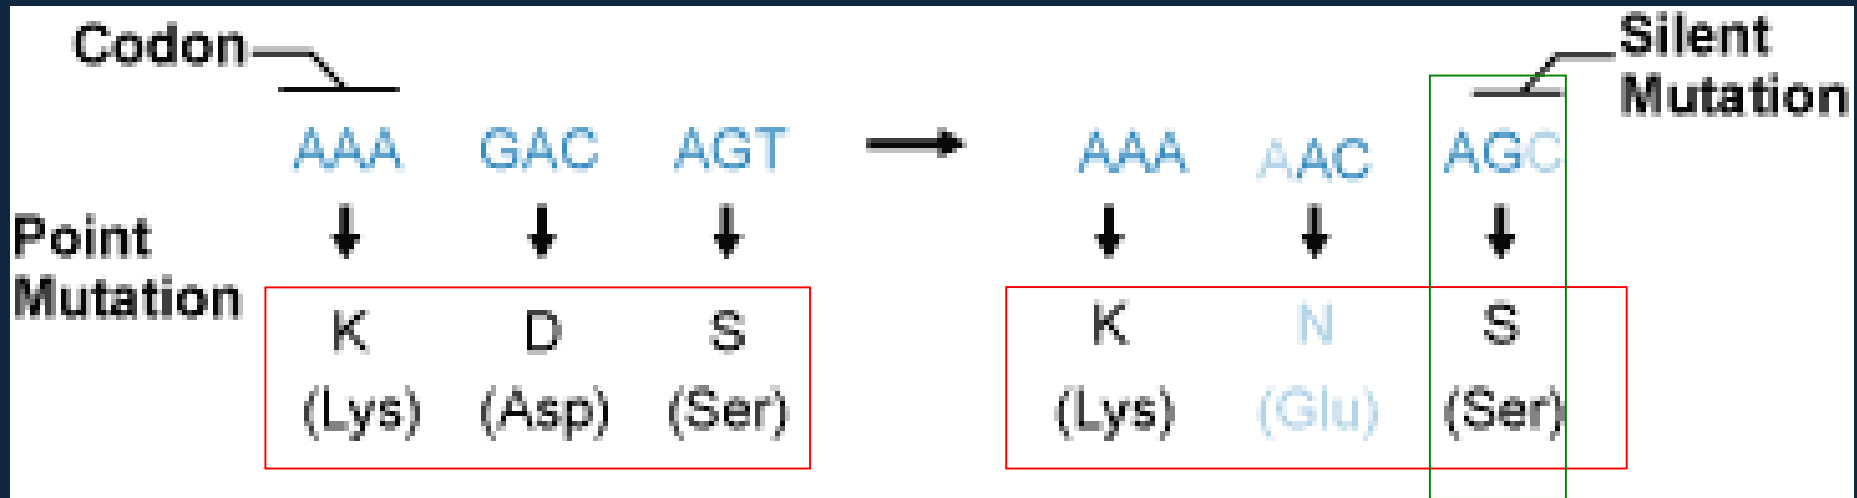 Codon
Silent
Mutation
AAA GAC AGT AAA AAC AGC
Point
Mutation
K D S K N S
(Lys) (Asp) (Ser) (Lys) (Glu) (Ser)